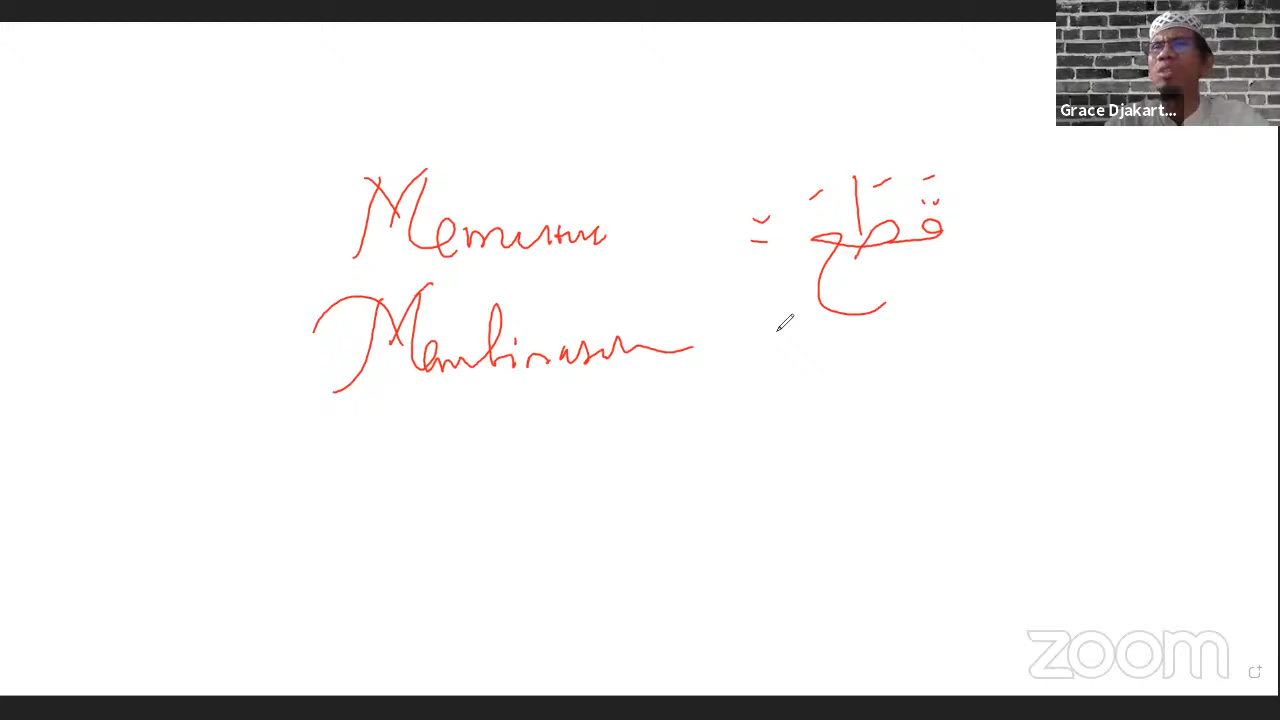 Grace Djakart...
Memutus = قَطَعَ
Membinasakan
zoom